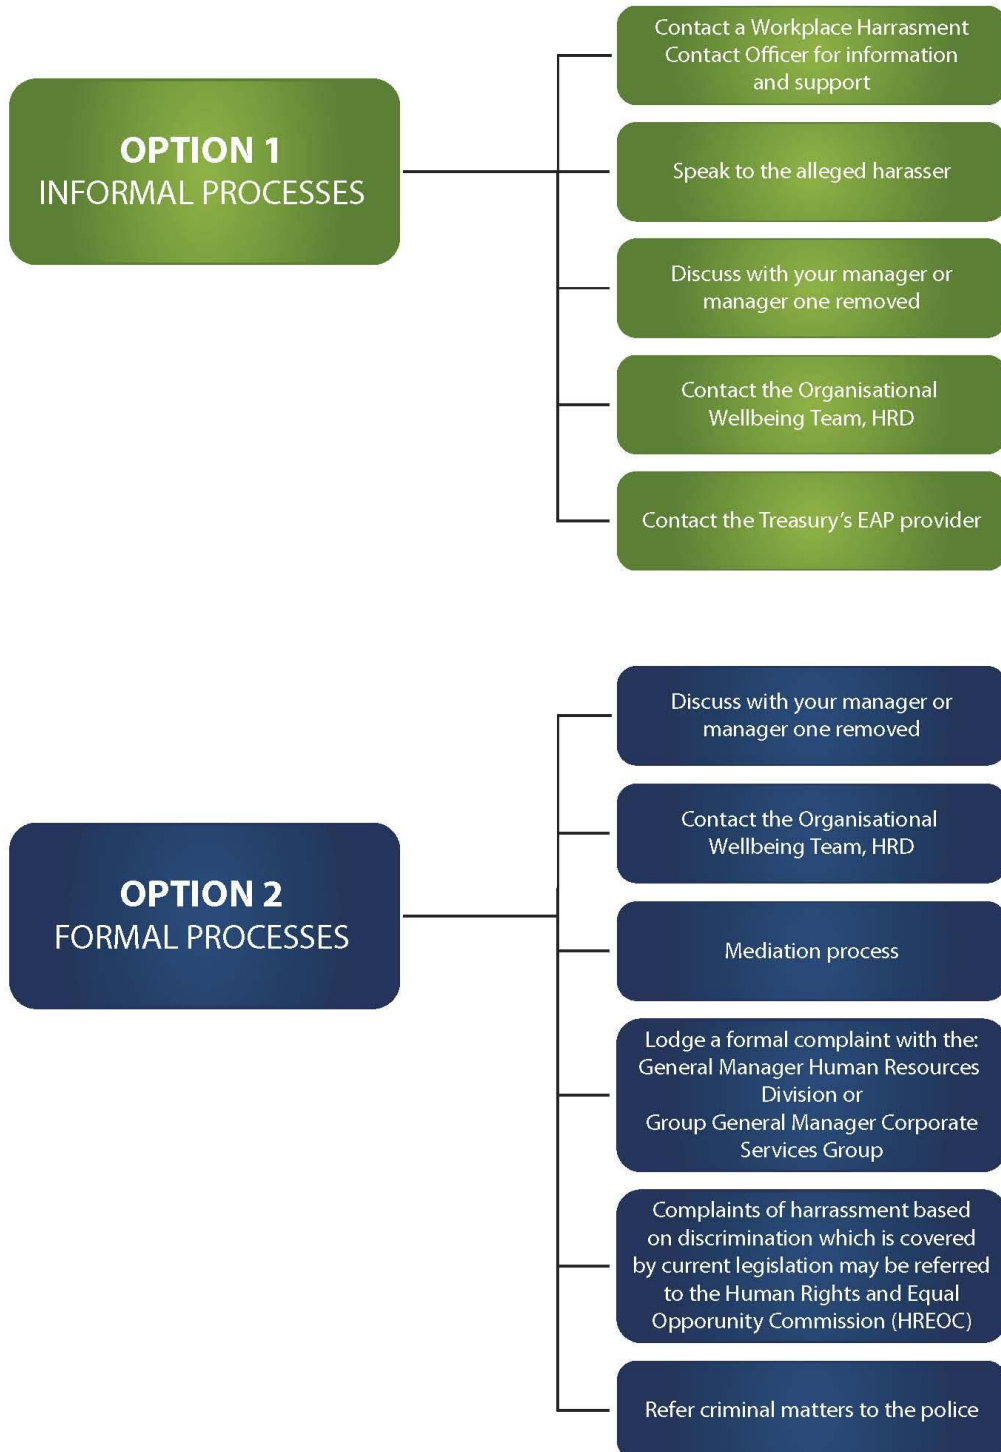 OPTION 1
INFORMAL PROCESSES
Contact a Workplace Harrasment
Contact Officer for information
and support
Speak to the alleged harasser
Discuss with your manager or
manager one removed
Contact the Organisational
Wellbeing Team, HRD
Contact the Treasury's EAP provider
OPTION 2
FORMAL PROCESSES
Discuss with your manager or
manager one removed
Contact the Organisational
Wellbeing Team, HRD
Mediation process
Lodge a formal complaint with the:
General Manager Human Resources
Division or
Group General Manager Corporate
Services Group
Complaints of harrassment based
on discrimination which is covered
by current legislation may be referred
to the Human Rights and Equal
Opporunity Commission (HREOC)
Refer criminal matters to the police